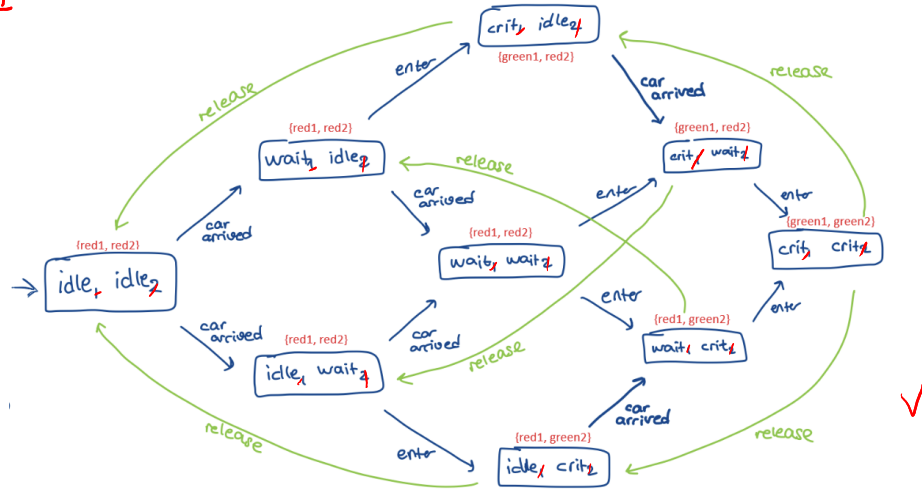 crit₁ idle₂
{green1, red2}
enter
release
car
arrived
release
{red1, red2}
wait₁ idle₂
{green1, red2}
crit₁ wait₂
release
enter
car
arrived
enter
{red1, red2}
car
arrived
{red1, red2}
wait₁ wait₂
{green1, green2}
crit₁ crit₂
idle₁ idle₂
enter
{red1, green2}
enter
car
arrived
{red1, red2}
car
arrived
wait₁ crit₂
idle₁ wait₂
release
car
arrived
release
enter
{red1, green2}
release
idle₁ crit₂